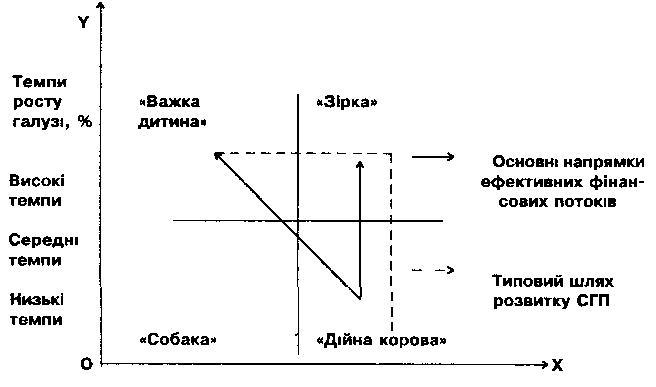 Y
Темпи
росту
галузі, %
«Важка
дитина»
«Зірка»
Основні напрямки
ефективних фінан-
сових потоків
Високі
темпи
Середні
темпи
Низькі
темпи
Типовий шлях
розвитку СГП
«Собака»
«Дійна корова»
O
X